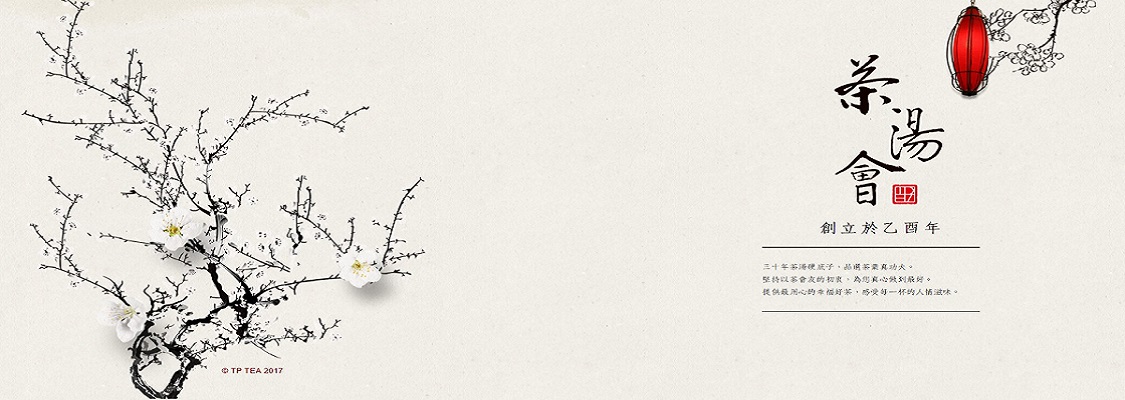 茶湯會
創立於乙酉年
三十年茶湯硬底子，品選茶葉真功夫。
堅持以茶會友的初衷，為您真心做到最好。
提供最用心的幸福好茶，感受每一杯的人情滋味。
© TP TEA 2017